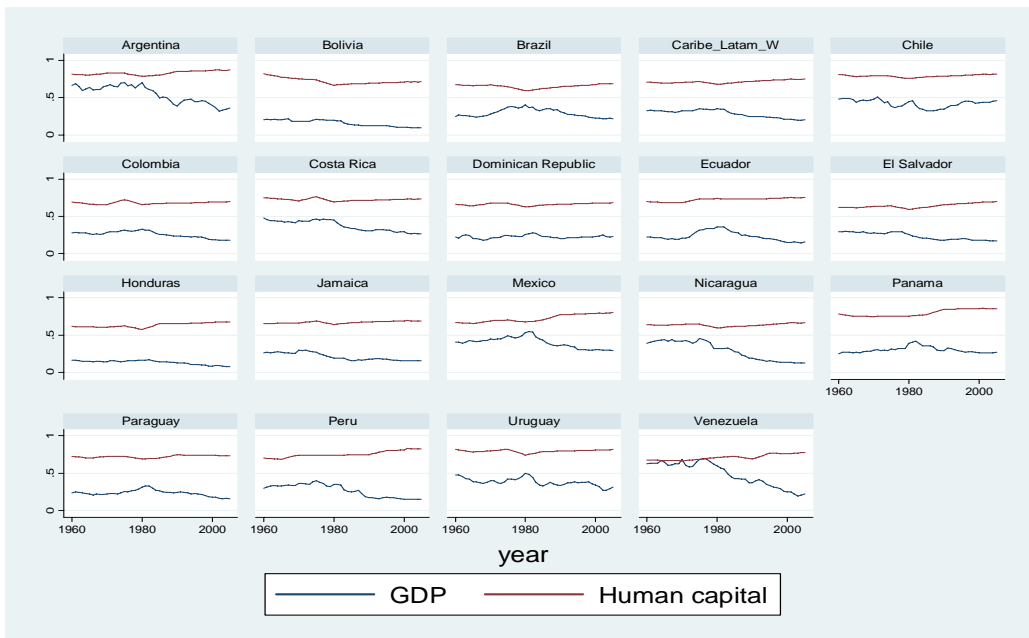 Argentina Bolivia Brazil Caribe_Latam_W Chile
1
.5
0
Colombia Costa Rica Dominican Republic Ecuador El Salvador
1
.5
0
Honduras Jamaica Mexico Nicaragua Panama
1
.5
0
1960 1980 2000
Paraguay Peru Uruguay Venezuela
1
.5
0
1960 1980 2000 1960 1980 2000 1960 1980 2000 1960 1980 2000
year
GDP Human capital